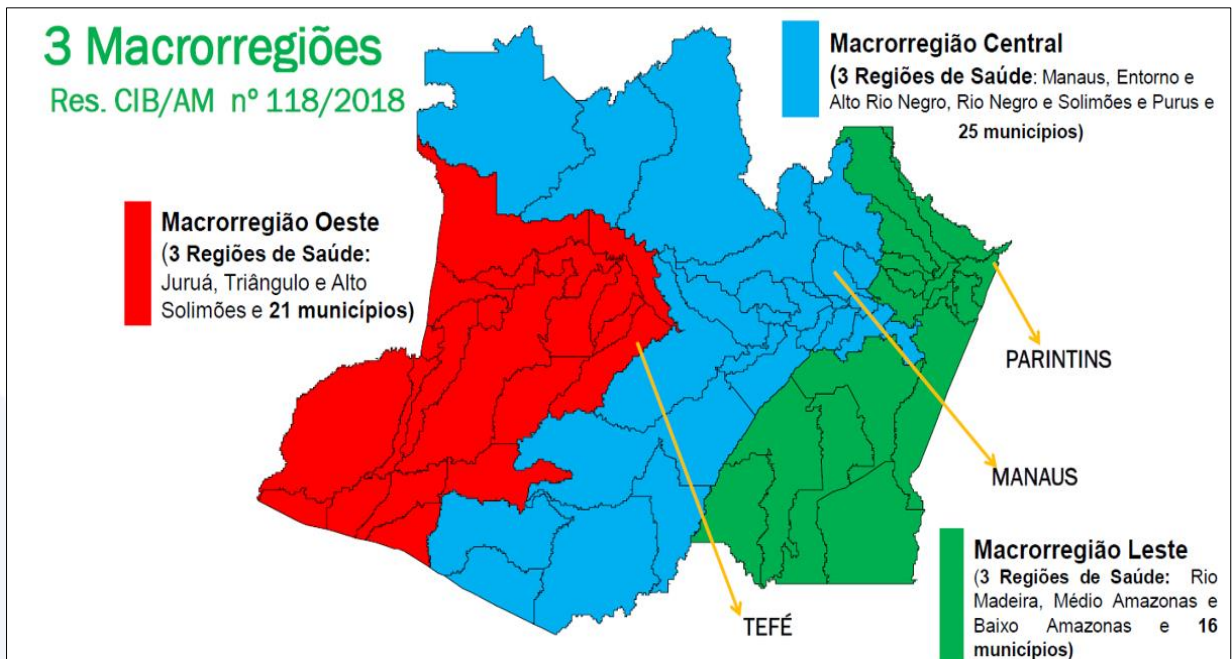 3 Macrorregiões
Res. CIB/AM nº 118/2018
Macrorregião Central
(3 Regiões de Saúde: Manaus, Entorno e
Alto Rio Negro, Rio Negro e Solimões e Purus e
25 municípios)
Macrorregião Oeste
(3 Regiões de Saúde:
Juruá, Triângulo e Alto
Solimões e 21 municípios)
PARINTINS
MANAUS
TEFÉ
Macrorregião Leste
(3 Regiões de Saúde: Rio
Madeira, Médio Amazonas e
Baixo Amazonas e 16
municípios)